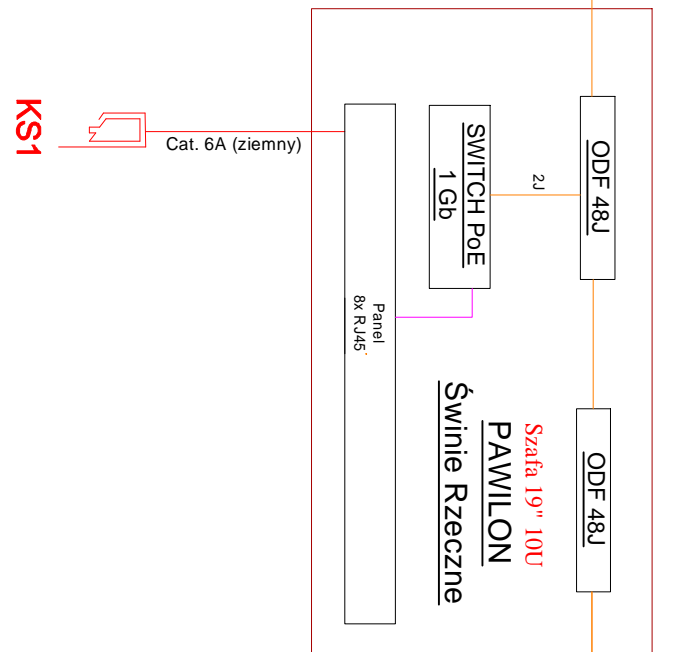 KS1
Cat. 6A (ziemny)
Panel
8x RJ45
SWITCH PoE
1 Gb
2J
ODF 48J
ODF 48J
Szafa 19" 10U
PAWILON
Świnie Rzeczne